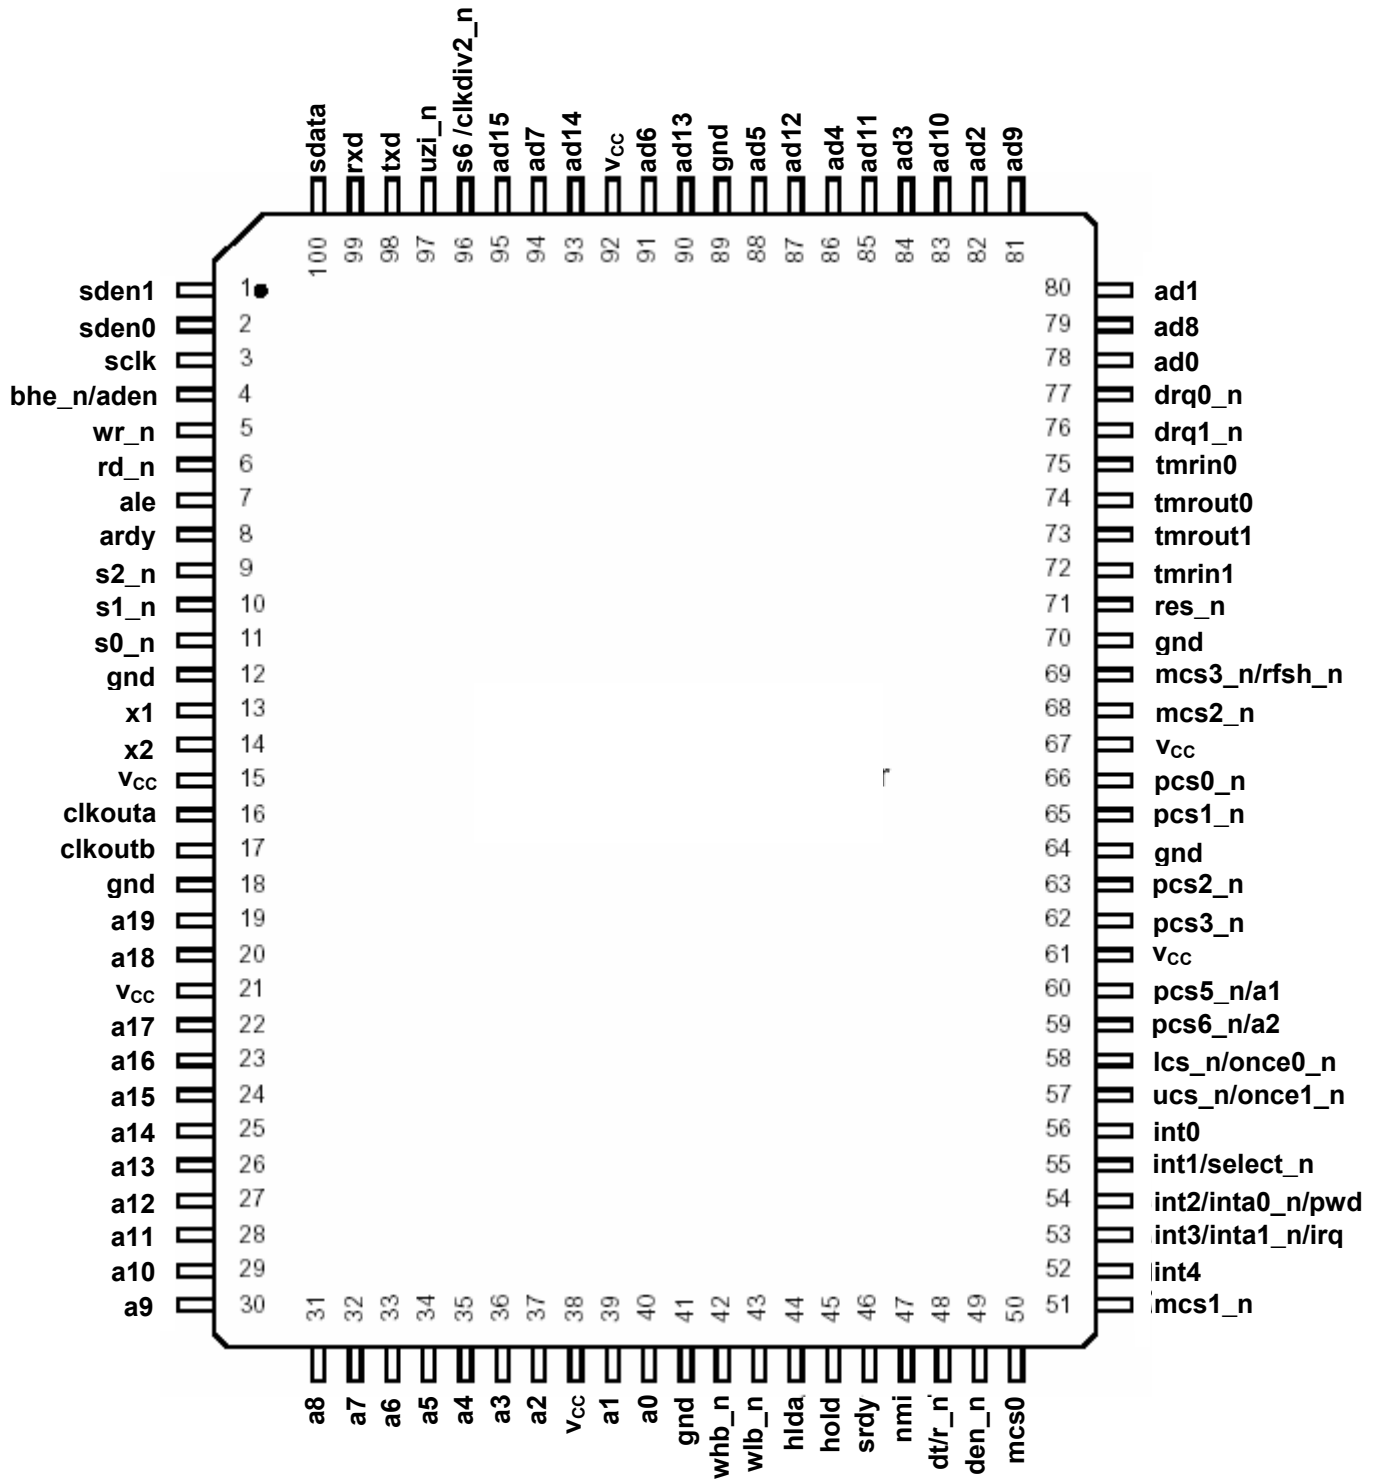 sdata
rxd
txd
uzi_n
s6 /clkdiv2_n
ad15
ad7
ad14
vCC
ad6
ad13
gnd
ad5
ad12
ad4
ad11
ad3
ad10
ad2
ad9
100 99 98 97 96 95 94 93 92 91 90 89 88 87 86 85 84 83 82 81
sden1 1 80 ad1
sden0 2 79 ad8
sclk 3 78 ad0
bhe_n/aden 4 77 drq0_n
wr_n 5 76 drq1_n
rd_n 6 75 tmrin0
ale 7 74 tmrout0
ardy 8 73 tmrout1
s2_n 9 72 tmrin1
s1_n 10 71 res_n
s0_n 11 70 gnd
gnd 12 69 mcs3_n/rfsh_n
x1 13 68 mcs2_n
x2 14 67 vCC
vCC 15 66 pcs0_n
clkouta 16 65 pcs1_n
clkoutb 17 64 gnd
gnd 18 63 pcs2_n
a19 19 62 pcs3_n
a18 20 61 vCC
vCC 21 60 pcs5_n/a1
a17 22 59 pcs6_n/a2
a16 23 58 lcs_n/once0_n
a15 24 57 ucs_n/once1_n
a14 25 56 int0
a13 26 55 int1/select_n
a12 27 54 int2/inta0_n/pwd
a11 28 53 int3/inta1_n/irq
a10 29 52 int4
a9 30 51 mcs1_n
31 32 33 34 35 36 37 38 39 40 41 42 43 44 45 46 47 48 49 50
a8
a7
a6
a5
a4
a3
a2
vCC
a1
a0
gnd
whb_n
wlb_n
hlda
hold
srdy
nmi
dt/r_n
den_n
mcs0